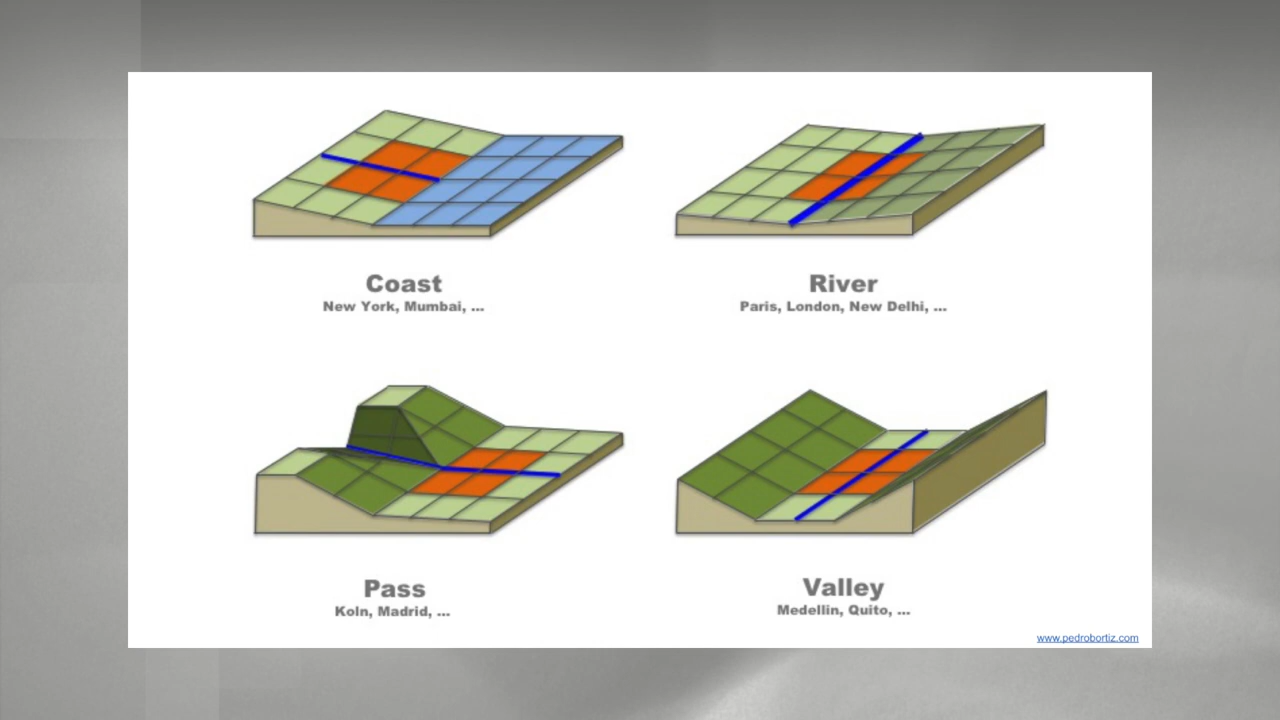 Coast
New York, Mumbai, ...
River
Paris, London, New Delhi, ...
Pass
Koln, Madrid, ...
Valley
Medellin, Quito, ...
www.pedrobortiz.com